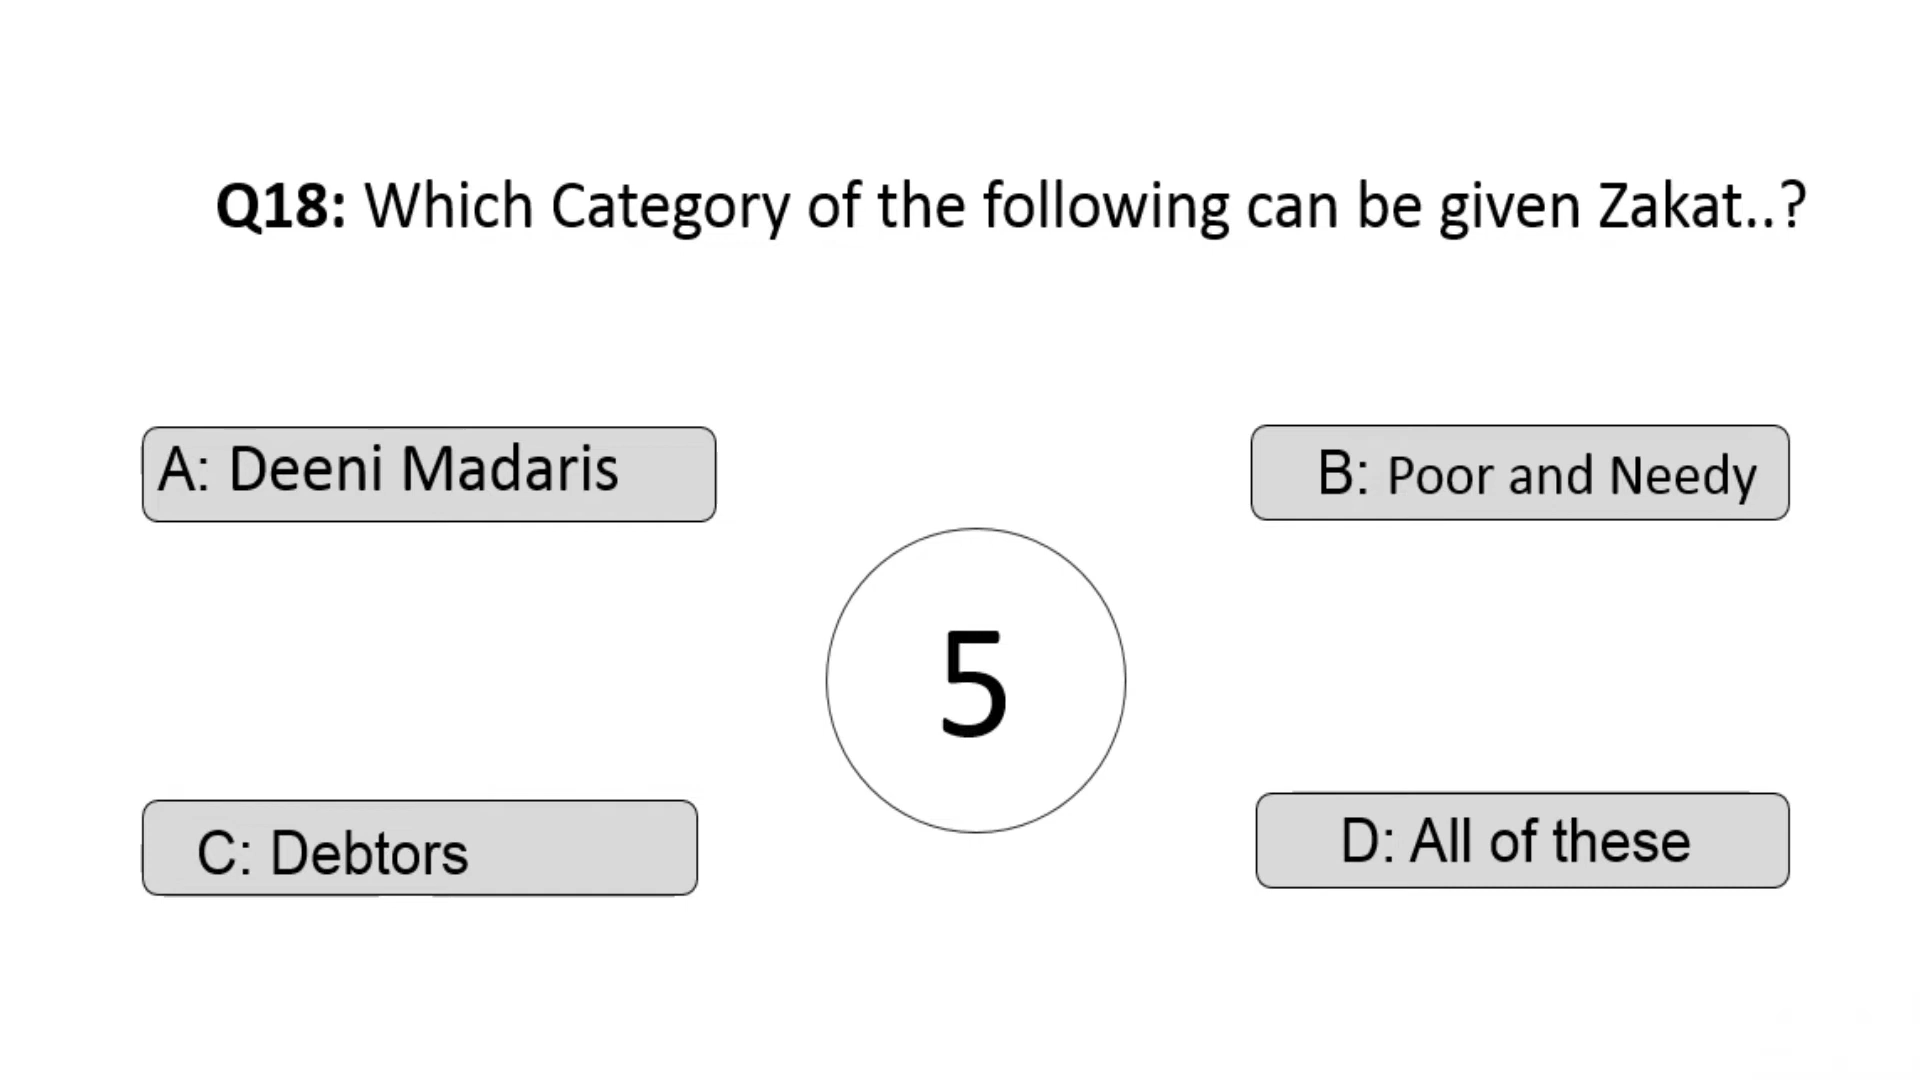 Q18: Which Category of the following can be given Zakat..?
A: Deeni Madaris
B: Poor and Needy
5
C: Debtors
D: All of these